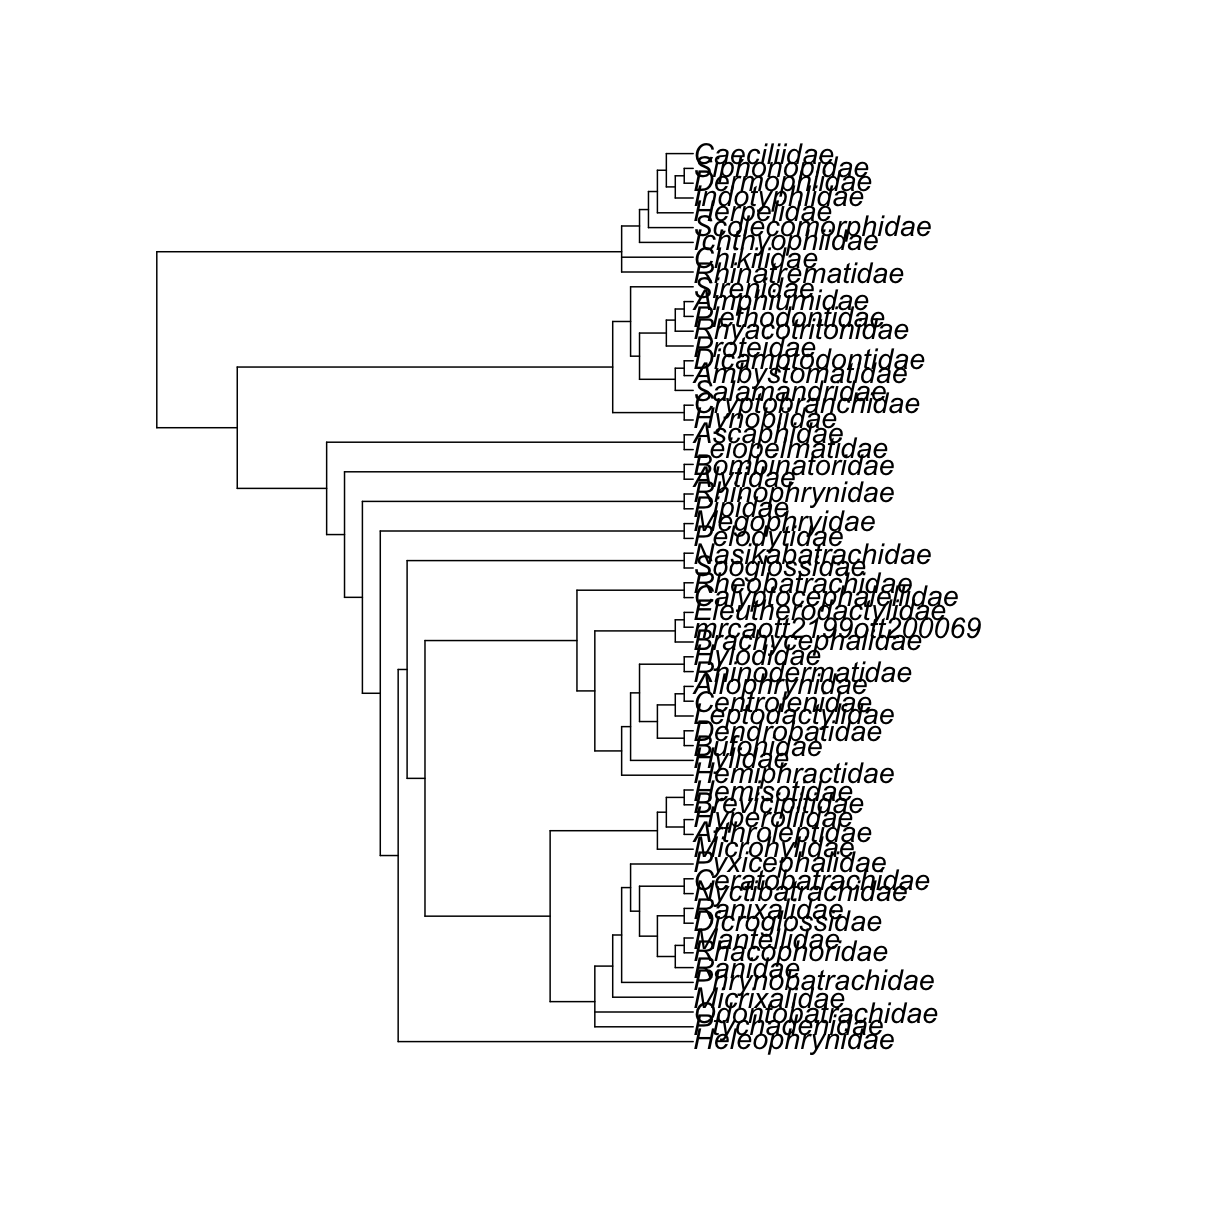 Caeciliidae
Siphonopidae
Dermophiidae
Indotyphlidae
Herpelidae
Scolecomorphidae
Ichthyophiidae
Chikilidae
Rhinatrematidae
Sirenidae
Amphiumidae
Plethodontidae
Rhyacotritonidae
Proteidae
Dicamptodontidae
Ambystomatidae
Salamandridae
Cryptobranchidae
Hynobiidae
Ascaphidae
Leiopelmatidae
Bombinatoridae
Alytidae
Rhinophrynidae
Pipidae
Megophryidae
Pelodytidae
Nasikabatrachidae
Sooglossidae
Rheobatrachidae
Calyptocephalellidae
Eleutherodactylidae
mrcaott2199ott200069
Brachycephalidae
Hylodidae
Rhinodermatidae
Allophrynidae
Centrolenidae
Leptodactylidae
Dendrobatidae
Bufonidae
Hylidae
Hemiphractidae
Hemisotidae
Brevicipitidae
Hyperoliidae
Arthroleptidae
Microhylidae
Pyxicephalidae
Ceratobatrachidae
Nyctibatrachidae
Ranixalidae
Dicroglossidae
Mantellidae
Rhacophoridae
Ranidae
Phrynobatrachidae
Micrixalidae
Odontobatrachidae
Ptychadenidae
Heleophrynidae